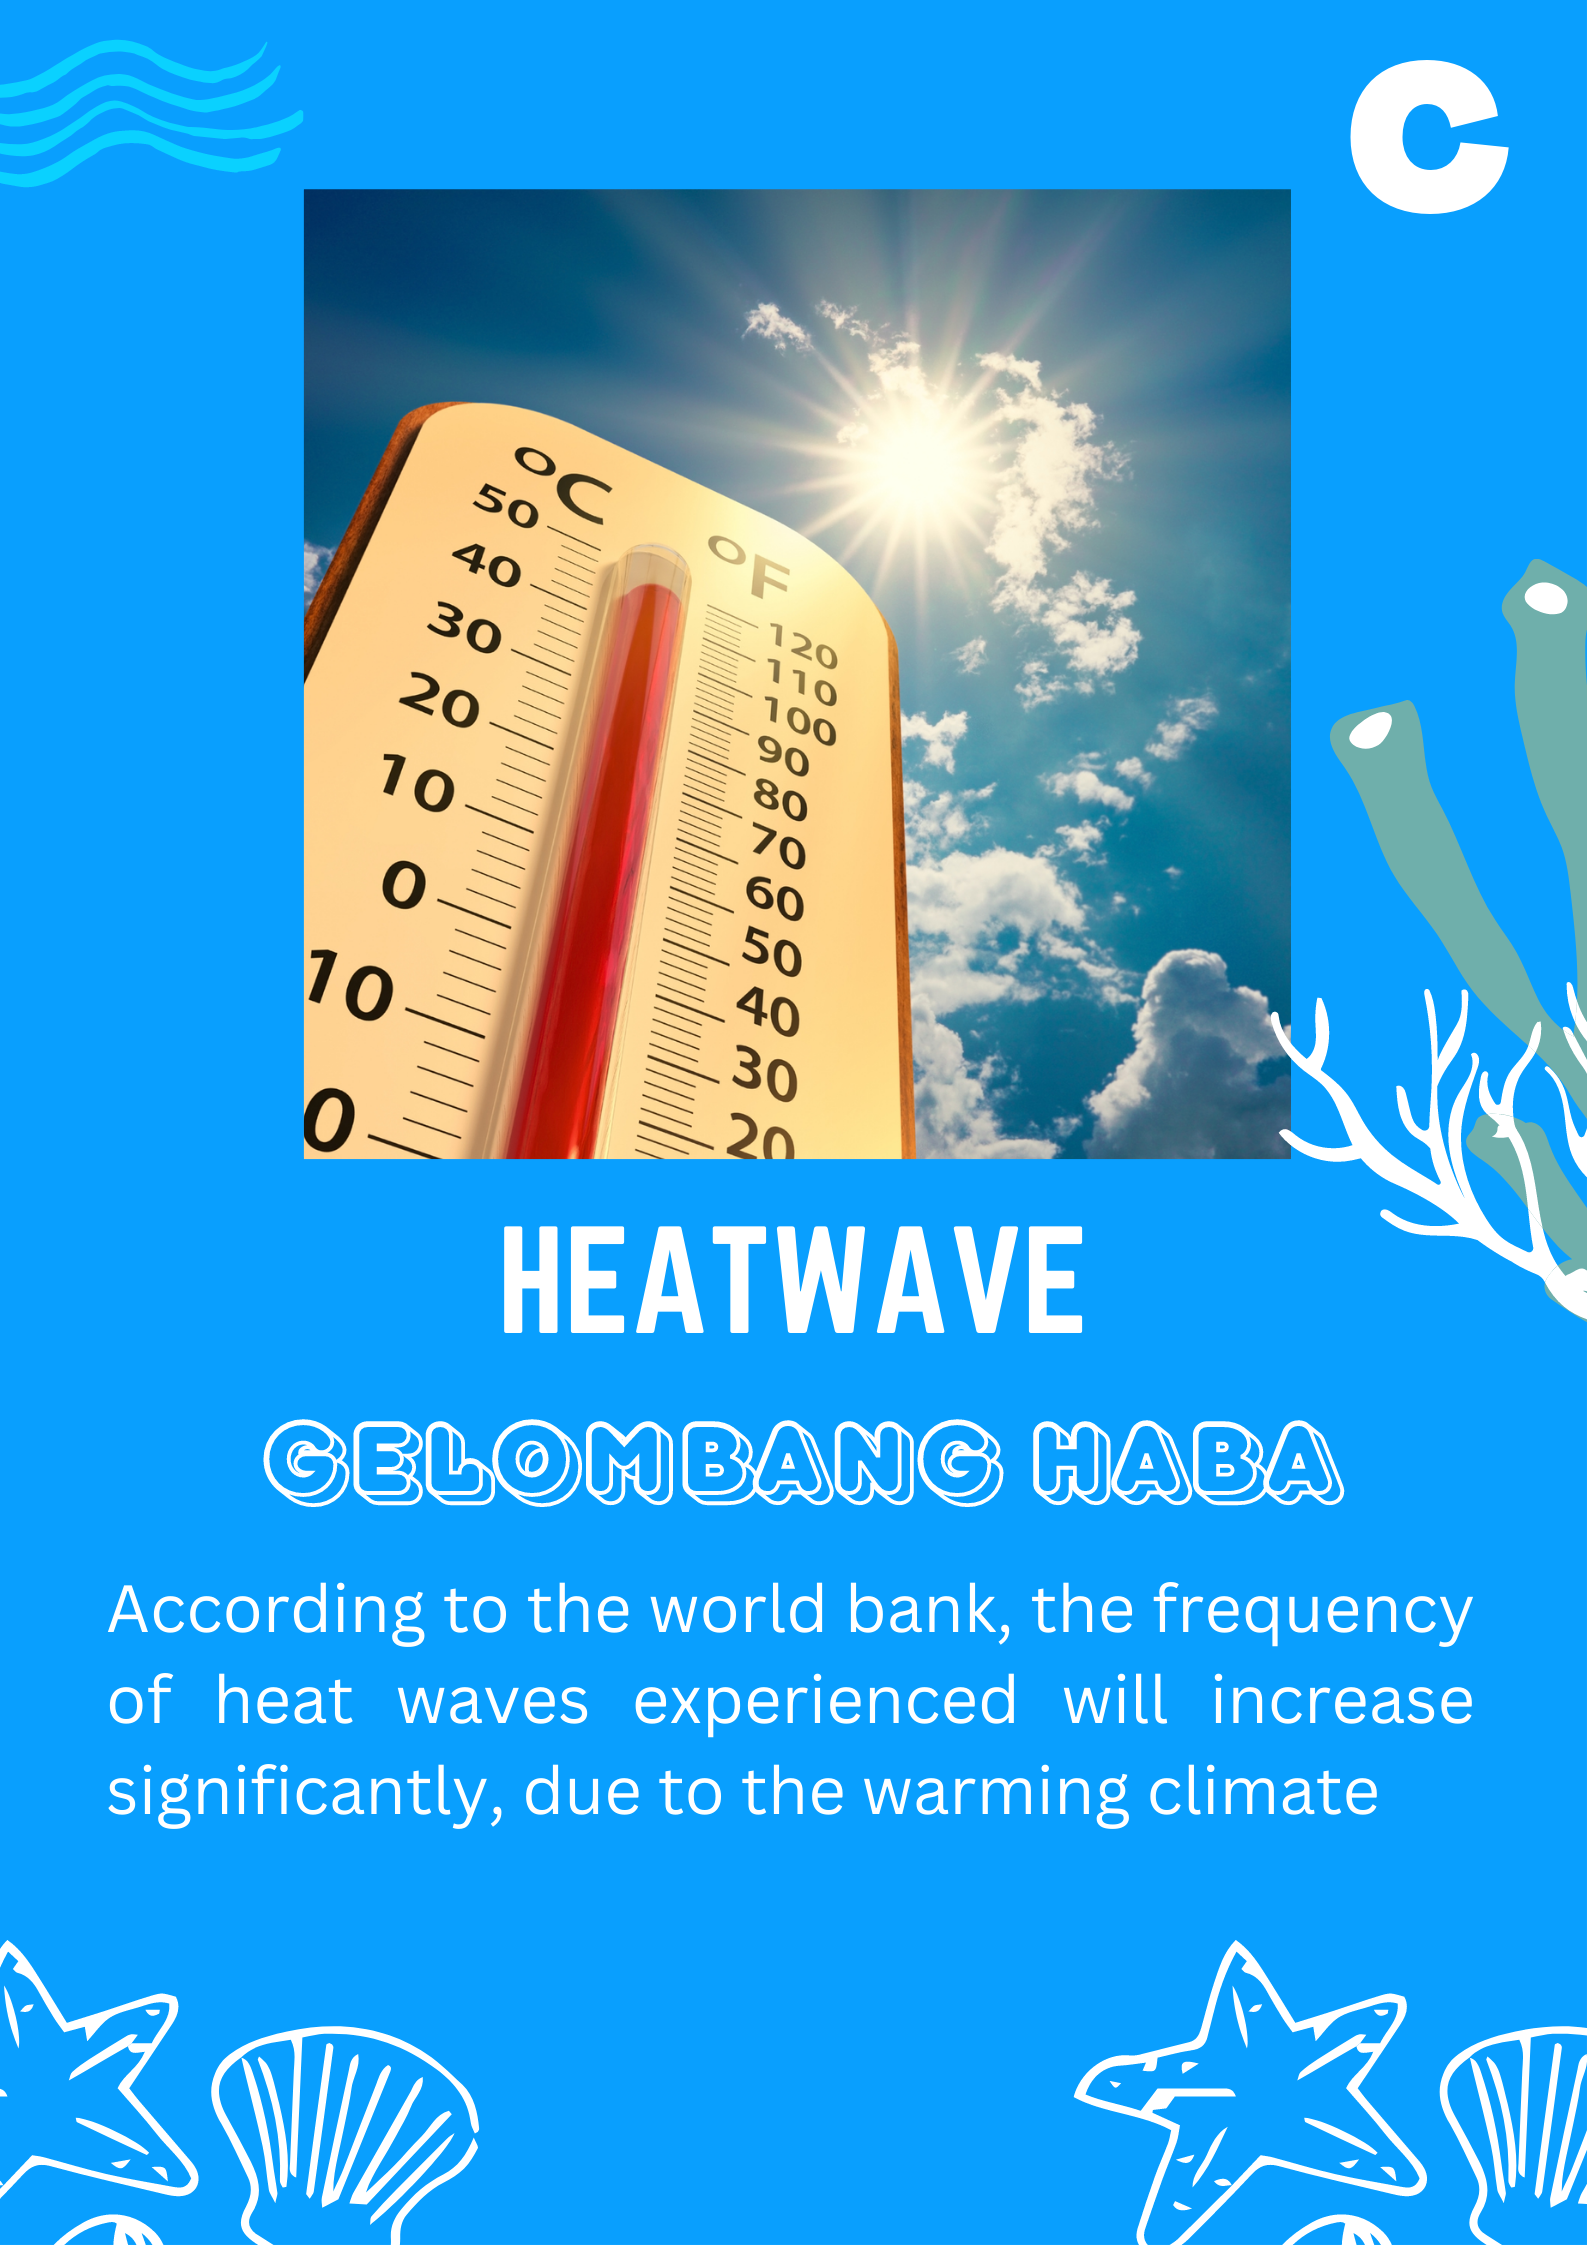 C
°C
50
40
30
20
10
0
10
0
°F
120
110
100
90
80
70
60
50
40
30
20
HEATWAVE
GELOMBANG HABA
According to the world bank, the frequency
of heat waves experienced will increase
significantly, due to the warming climate